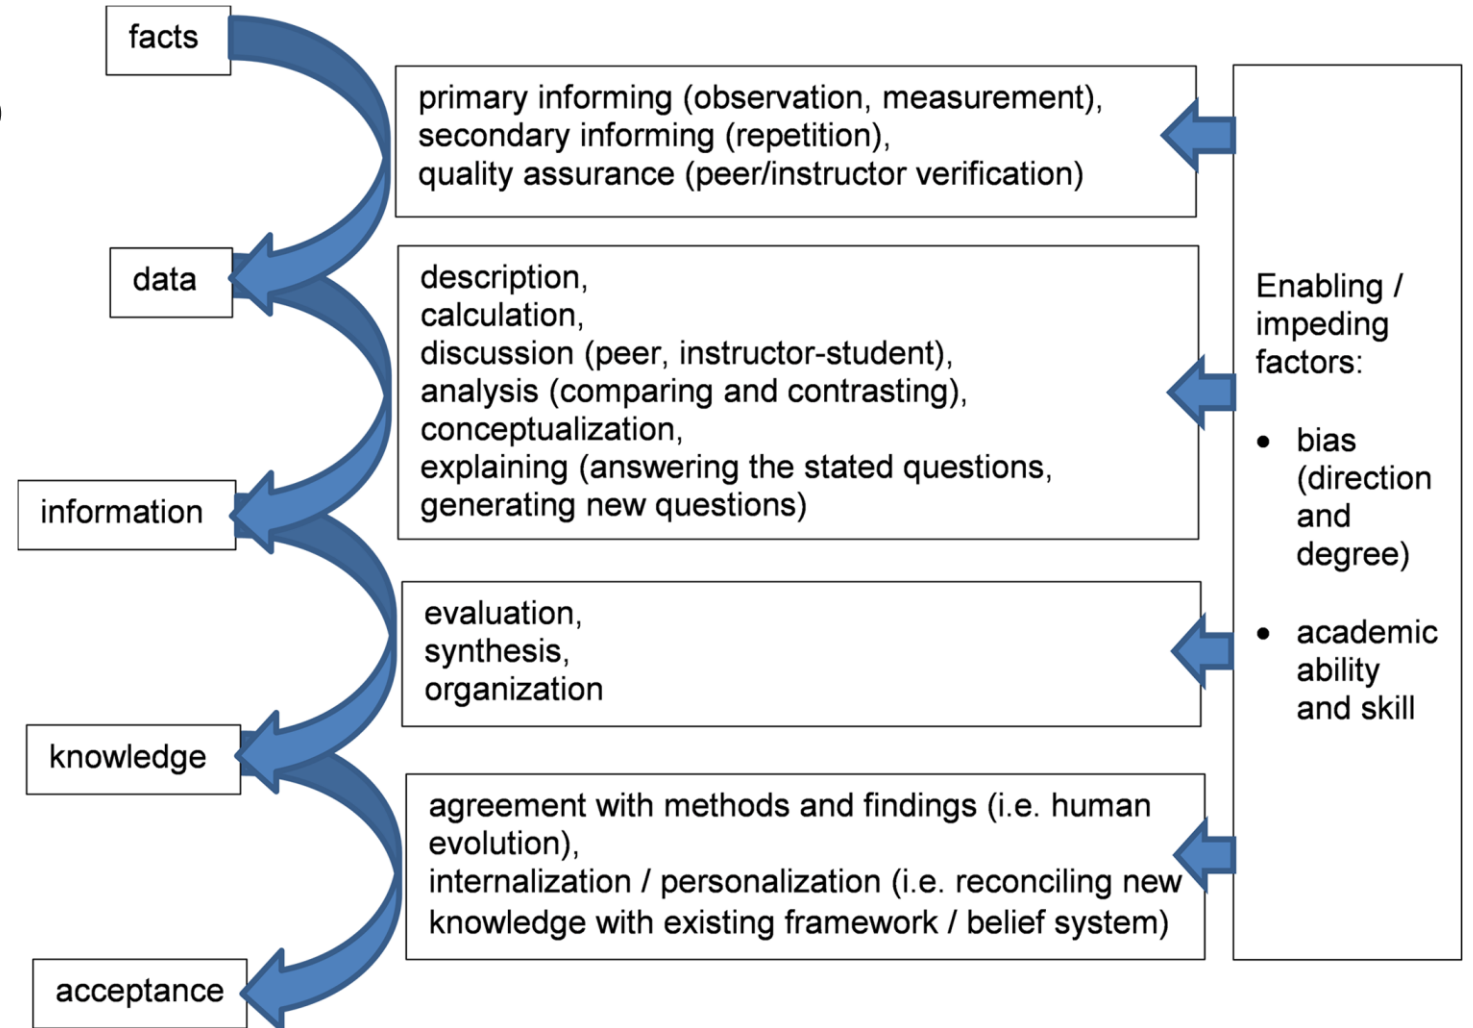 facts
)
primary informing (observation, measurement),
secondary informing (repetition),
quality assurance (peer/instructor verification)
data
description,
calculation,
discussion (peer, instructor-student),
analysis (comparing and contrasting),
conceptualization,
explaining (answering the stated questions,
generating new questions)
information
evaluation,
synthesis,
organization
knowledge
agreement with methods and findings (i.e. human
evolution),
internalization / personalization (i.e. reconciling new
knowledge with existing framework / belief system)
acceptance
Enabling /
impeding
factors:
• bias
(direction
and
degree)
• academic
ability
and skill